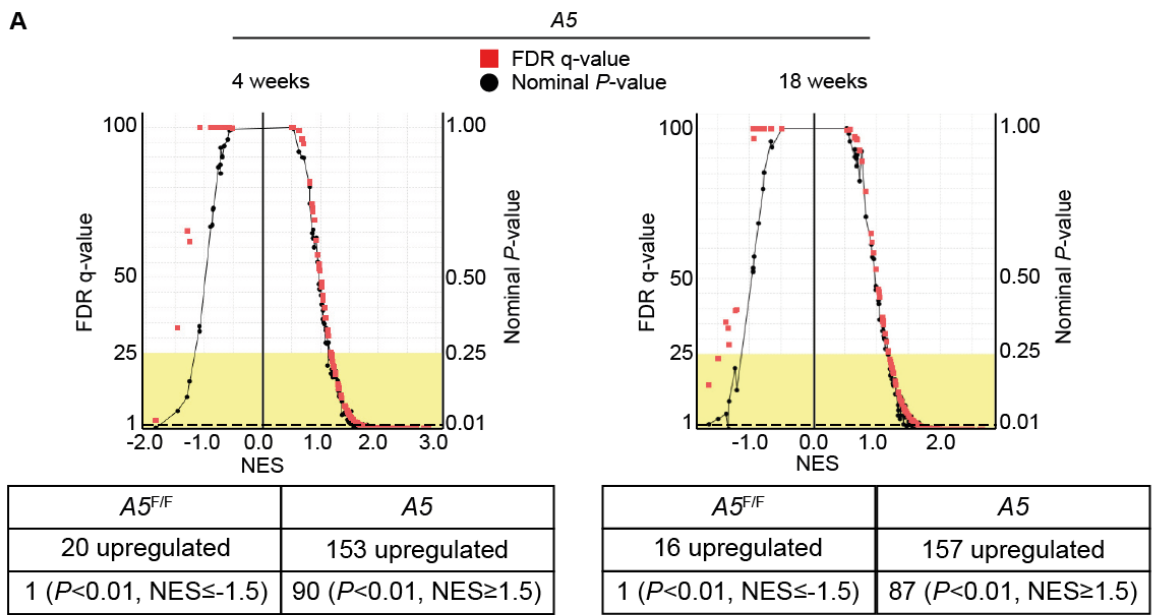 A
A5
FDR q-value
Nominal P-value
4 weeks
18 weeks
100
50
25
1
FDR q-value
1.00
0.50
0.25
0.01
Nominal P-value
-2.0 -1.0 0.0 1.0 2.0 3.0
NES
100
50
25
1
FDR q-value
1.00
0.50
0.25
0.01
Nominal P-value
-1.0 0.0 1.0 2.0
NES
A5F/F A5
20 upregulated 153 upregulated
1 (P<0.01, NES≤-1.5) 90 (P<0.01, NES≥1.5)
A5F/F A5
16 upregulated 157 upregulated
1 (P<0.01, NES≤-1.5) 87 (P<0.01, NES≥1.5)